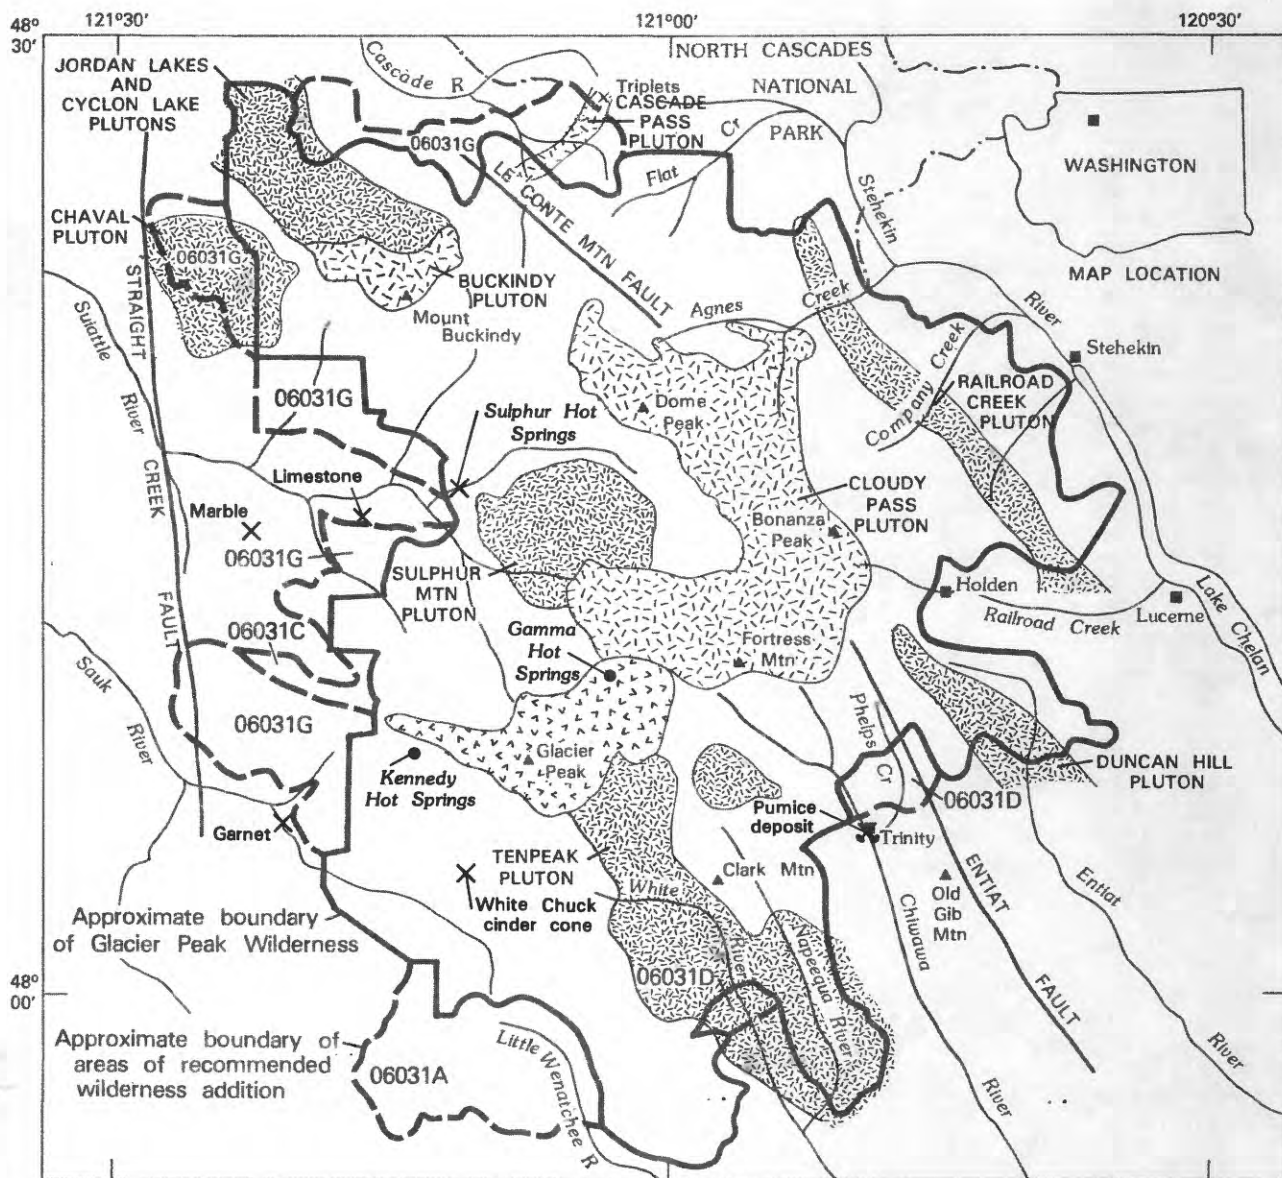 48°
30'
121°30'
121°00'
120°30'
JORDAN LAKES
AND
CYCLON LAKE
PLUTONS
Cascade R
Triplets
CASCADE
PASS
PLUTON
NORTH CASCADES
NATIONAL
PARK
Flat Cr
Stehekin
River
WASHINGTON
MAP LOCATION
06031G
LE CONTE MTN FAULT
CHAVAL
PLUTON
06031G
STRAIGHT
CREEK
FAULT
Suiattle
River
BUCKINDY
PLUTON
Mount
Buckindy
Agnes Creek
Company Creek
Stehekin
RAILROAD
CREEK
PLUTON
06031G
Sulphur Hot
Springs
Dome
Peak
Limestone
Marble
06031G
CLOUDY
PASS
PLUTON
Bonanza
Peak
SULPHUR
MTN
PLUTON
Holden
Railroad Creek
Lucerne
Lake Chelan
06031C
Gamma
Hot
Springs
Fortress
Mtn
Sauk
River
06031G
Phelps
Cr
Glacier
Peak
Kennedy
Hot Springs
DUNCAN HILL
PLUTON
06031D
Pumice
deposit
Trinity
Garnet
TENPEAK
PLUTON
White
River
Clark Mtn
White Chuck
cinder cone
Napeequa
River
Chiwawa
River
Old
Gib
Mtn
ENTIAT
FAULT
Entiat
River
Approximate boundary
of Glacier Peak Wilderness
06031D
48°
00'
Approximate boundary of
areas of recommended
wilderness addition
06031A
Little Wenatchee R